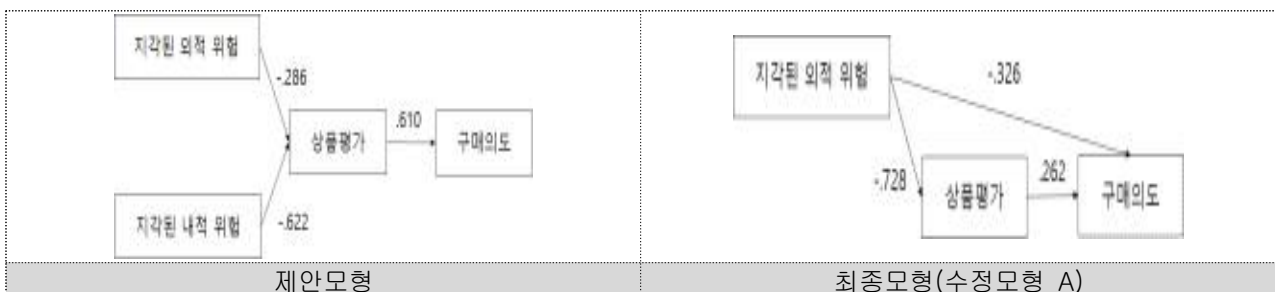 지각된 외적 위험
-.286
상품평가
.610
구매의도
지각된 내적 위험
-.622
제안모형
지각된 외적 위험
-.326
-.728
상품평가
.262
구매의도
최종모형(수정모형 A)